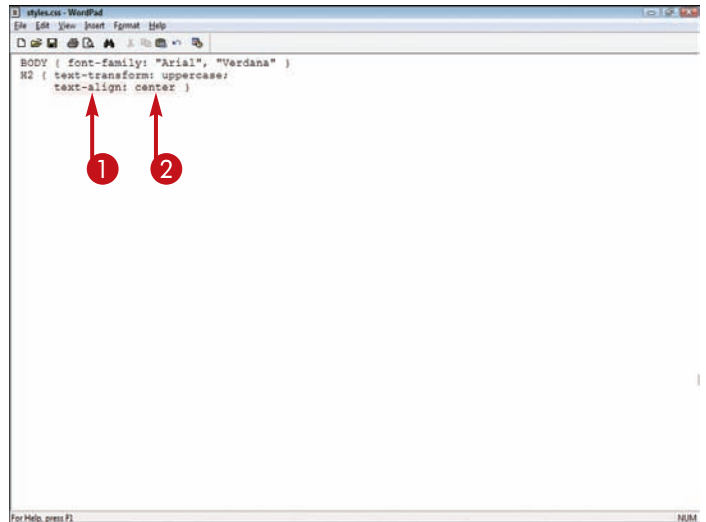 styles.css - WordPad
File Edit View Insert Format Help
BODY { font-family: "Arial", "Verdana" }
H2 { text-transform: uppercase;
text-align: center }
1 2
For Help, press F1 NUM